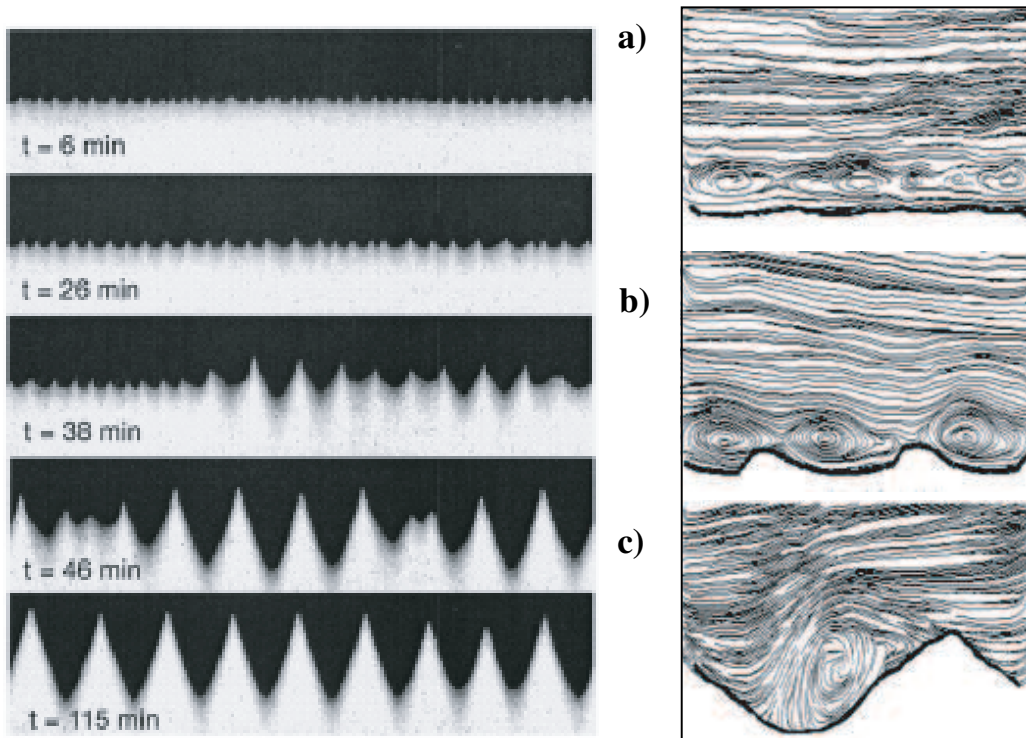 t = 6 min
t = 26 min
t = 38 min
t = 46 min
t = 115 min
a)
b)
c)